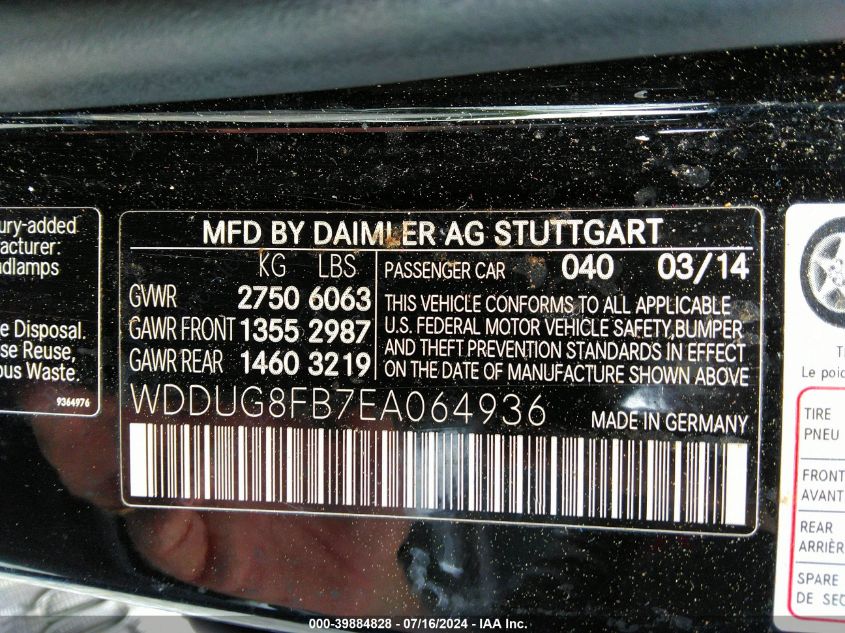 ury-added
acturer:
adlamps
e Disposal.
se Reuse,
ous Waste.
9364976
MFD BY DAIMLER AG STUTTGART
KG LBS
GVWR 2750 6063
GAWR FRONT 1355 2987
GAWR REAR 1460 3219
PASSENGER CAR 040 03/14
THIS VEHICLE CONFORMS TO ALL APPLICABLE
U.S. FEDERAL MOTOR VEHICLE SAFETY, BUMPER
AND THEFT PREVENTION STANDARDS IN EFFECT
ON THE DATE OF MANUFACTURE SHOWN ABOVE.
WDDUG8FB7EA064936
MADE IN GERMANY
Le poid
TIRE
PNEU
FRONT
AVANT
REAR
ARRIÈR
SPARE
DE SEC
000-39884828 - 07/16/2024 - IAA Inc.